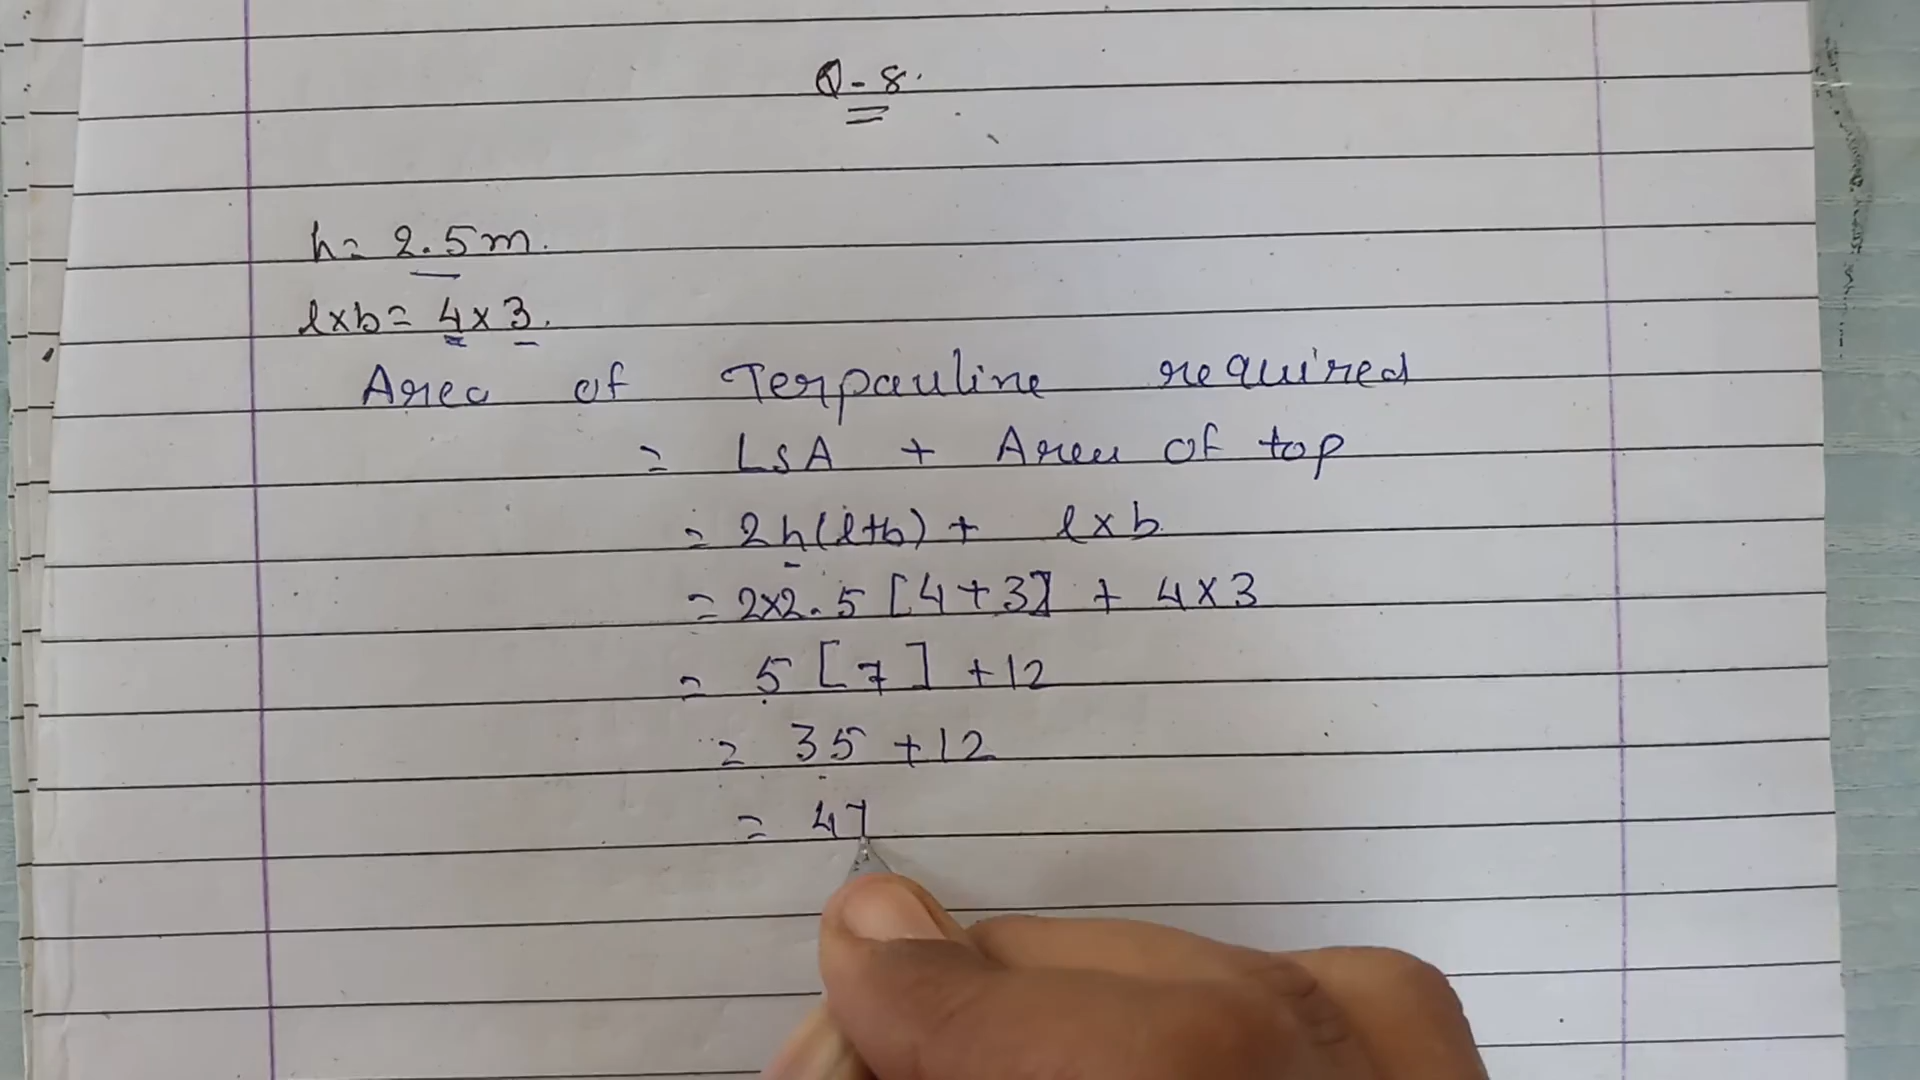 Q-8.
h= 2.5m.
l×b= 4×3.
Area of Terpauline required
= LSA + Area of top
= 2h(l+b) + l×b
= 2×2.5 [4+3] + 4×3
= 5 [7] +12
= 35 +12
= 47